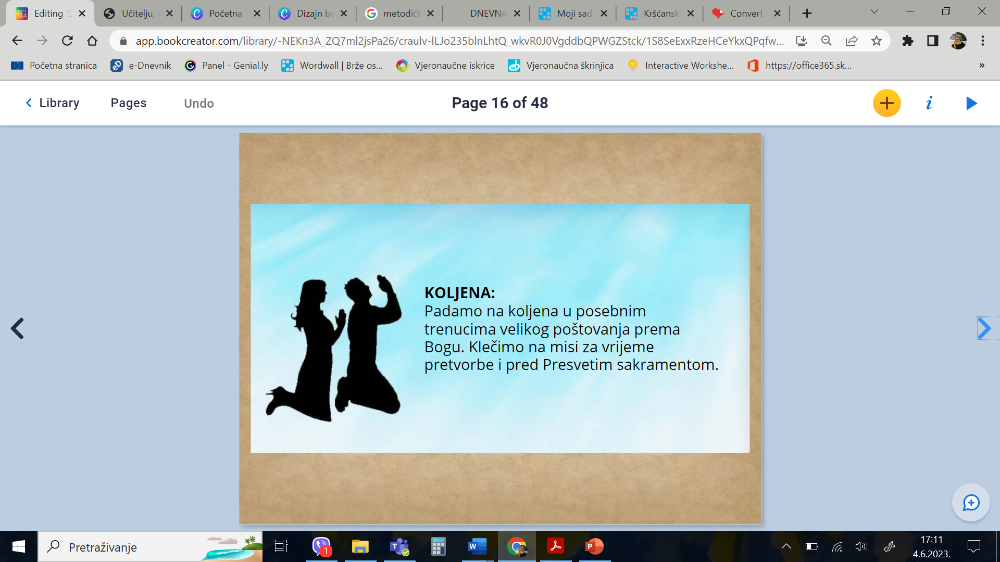 Editing 'S
Učitelju,
Početna
Dizajn be
metodičk
DNEVNA
Moji sad
Kršćansk
Convert
app.bookcreator.com/library/-NEKn3A_ZQ7ml2jsPa26/craulv-lLJo235blnLhtQ_wkvR0J0VgddbQPWGZStck/1S8SeExxRzeHCeYkxQPqfw...
Početna stranica
e-Dnevnik
Panel - Genial.ly
Wordwall | Brže os...
Vjeronaučne iskrice
Vjeronaučna škrinjica
Interactive Workshe...
https://office365.sk...
»
Library
Pages
Undo
Page 16 of 48
KOLJENA:
Padamo na koljena u posebnim
trenucima velikog poštovanja prema
Bogu. Klečimo na misi za vrijeme
pretvorbe i pred Presvetim sakramentom.
Pretraživanje
1
17:11
4.6.2023.